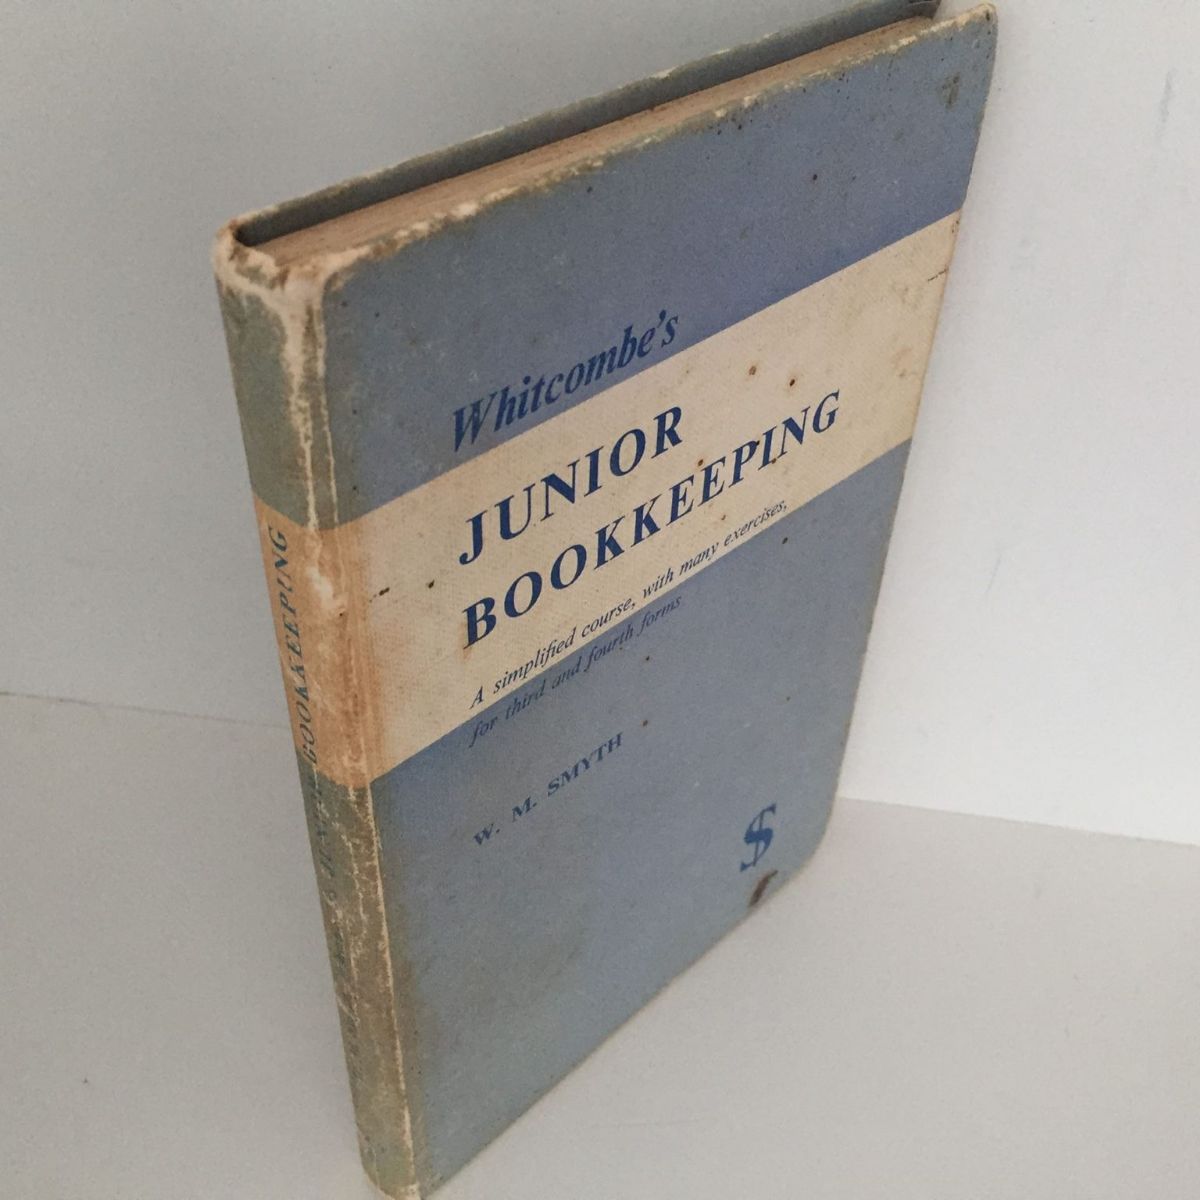 Whitcombe's
JUNIOR
BOOKKEEPING
A simplified course, with many exercises,
for third and fourth forms
W. M. SMYTH
$
BOOKKEEPING